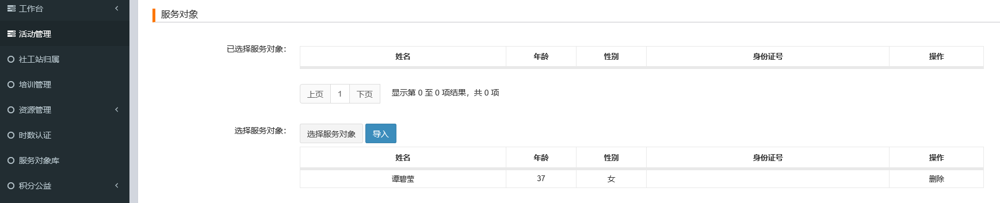 工作台
活动管理
社工站归属
培训管理
资源管理
时数认证
服务对象库
积分公益
服务对象
已选择服务对象：
姓名 年龄 性别 身份证号 操作
上页 1 下页 显示第 0 至 0 项结果，共 0 项
选择服务对象： 选择服务对象 导入
姓名 年龄 性别 身份证号 操作
谭碧莹 37 女 删除